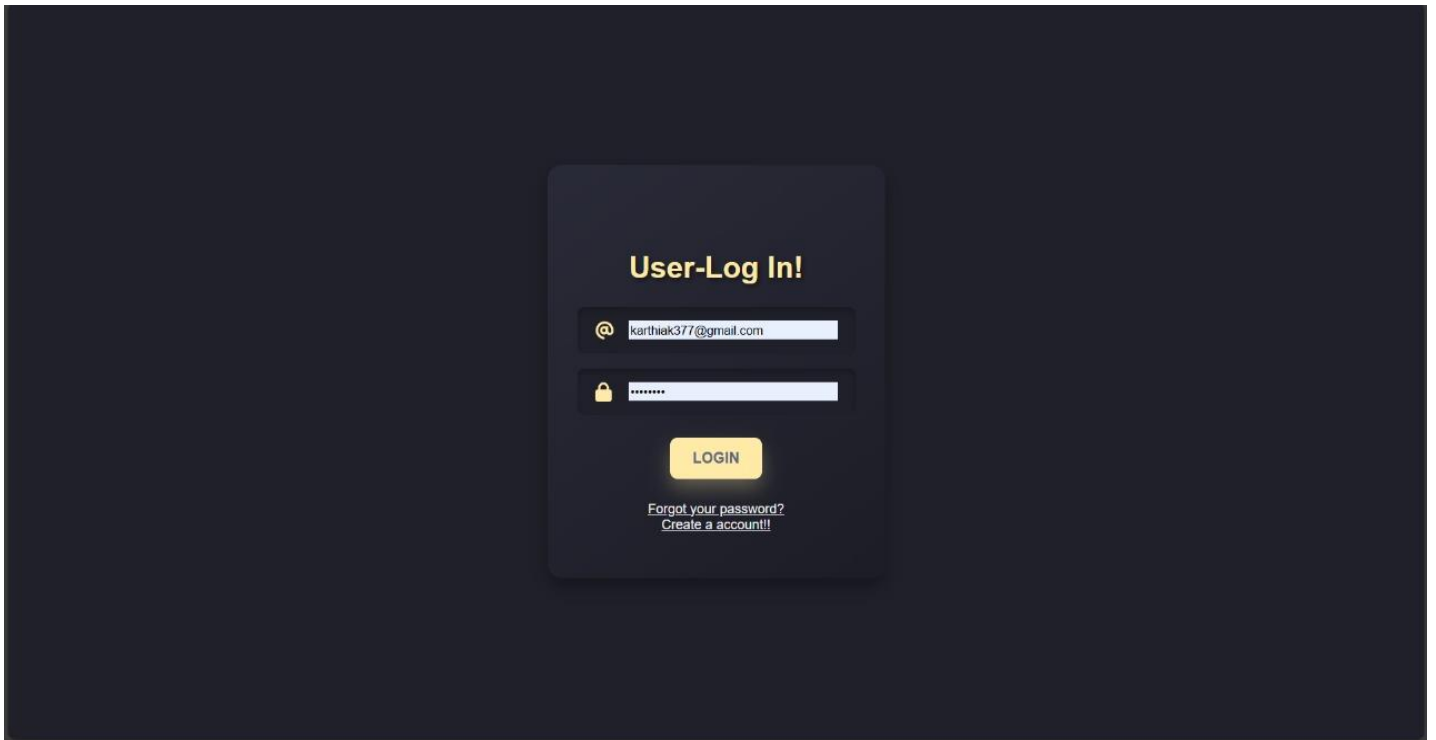 User-Log In!
@ karthiak377@gmail.com
••••••••
LOGIN
Forgot your password?
Create a account!!